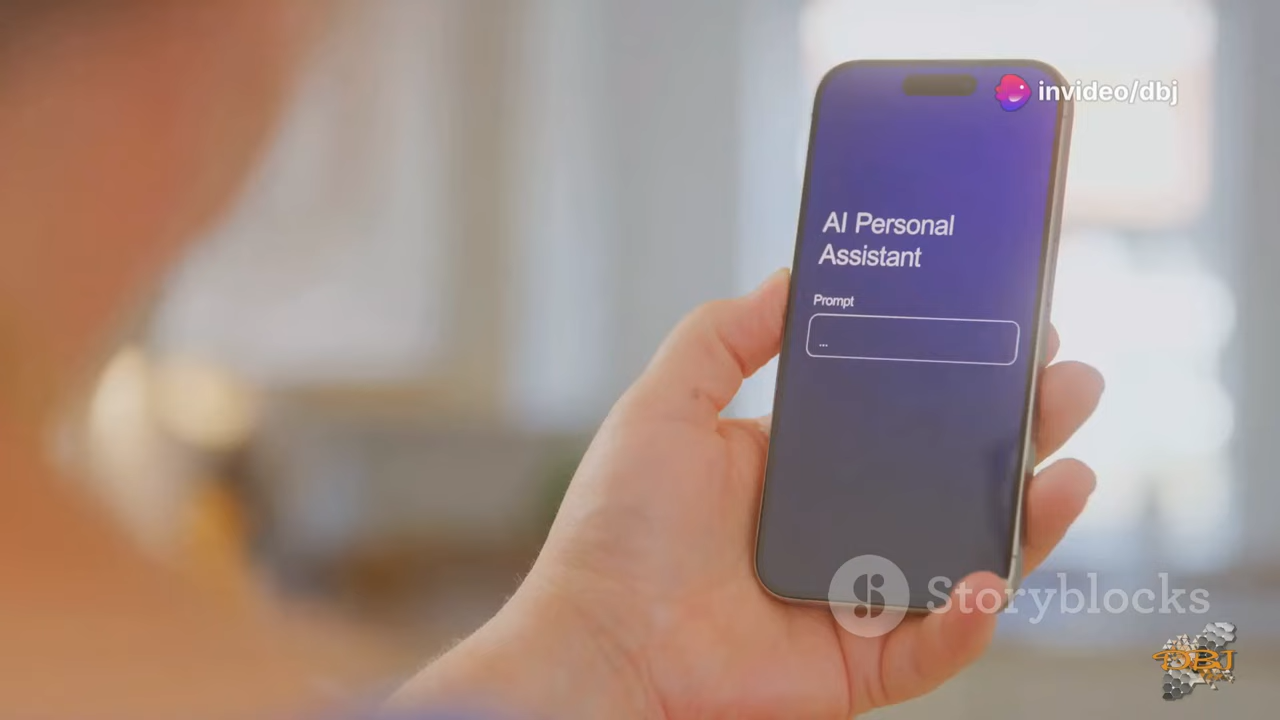 invideo/dbj
AI Personal
Assistant
Prompt
...
Storyblocks
DBJ